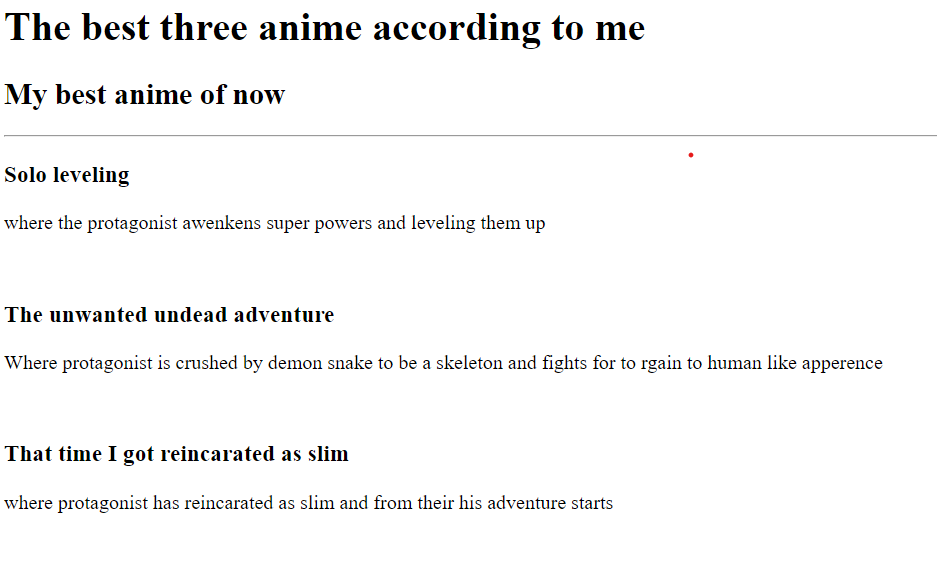 The best three anime according to me
My best anime of now
Solo leveling
where the protagonist awenkens super powers and leveling them up
The unwanted undead adventure
Where protagonist is crushed by demon snake to be a skeleton and fights for to rgain to human like apperence
That time I got reincarated as slim
where protagonist has reincarated as slim and from their his adventure starts